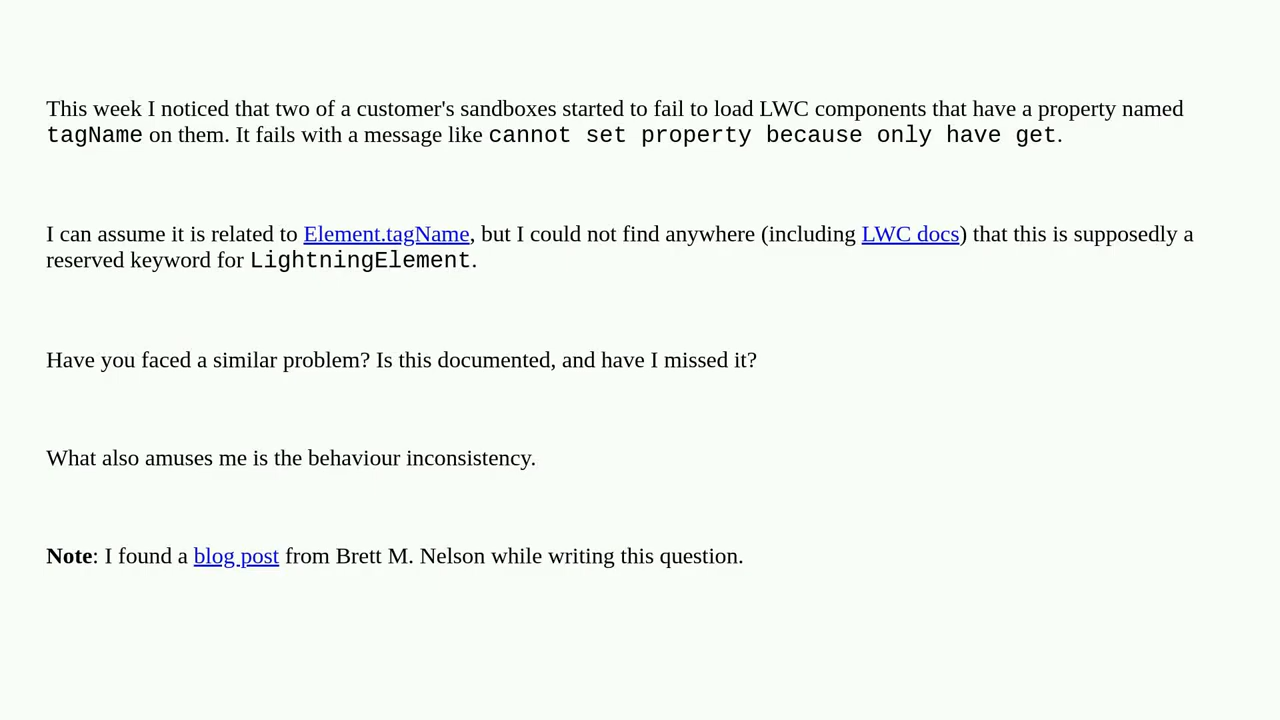 This week I noticed that two of a customer's sandboxes started to fail to load LWC components that have a property named
tagName on them. It fails with a message like cannot set property because only have get.
I can assume it is related to Element.tagName, but I could not find anywhere (including LWC docs) that this is supposedly a
reserved keyword for LightningElement.
Have you faced a similar problem? Is this documented, and have I missed it?
What also amuses me is the behaviour inconsistency.
Note: I found a blog post from Brett M. Nelson while writing this question.